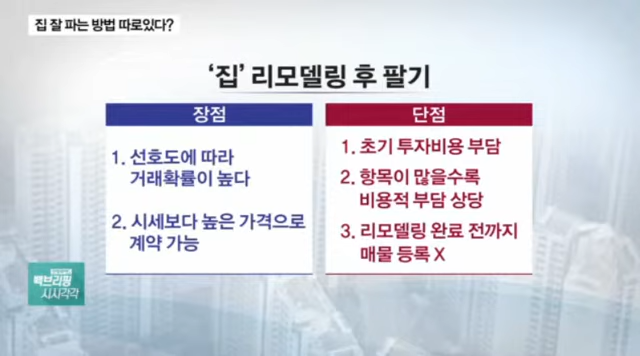 집 잘 파는 방법 따로있다?
‘집’ 리모델링 후 팔기
장점
1. 선호도에 따라
거래확률이 높다
2. 시세보다 높은 가격으로
계약 가능
단점
1. 초기 투자비용 부담
2. 항목이 많을수록
비용적 부담 상당
3. 리모델링 완료 전까지
매물 등록 X
백브리핑
시시각각